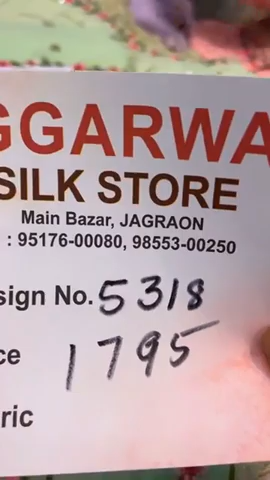 GGARWA
SILK STORE
Main Bazar, JAGRAON
: 95176-00080, 98553-00250
sign No. 5318
ce 1795
ric